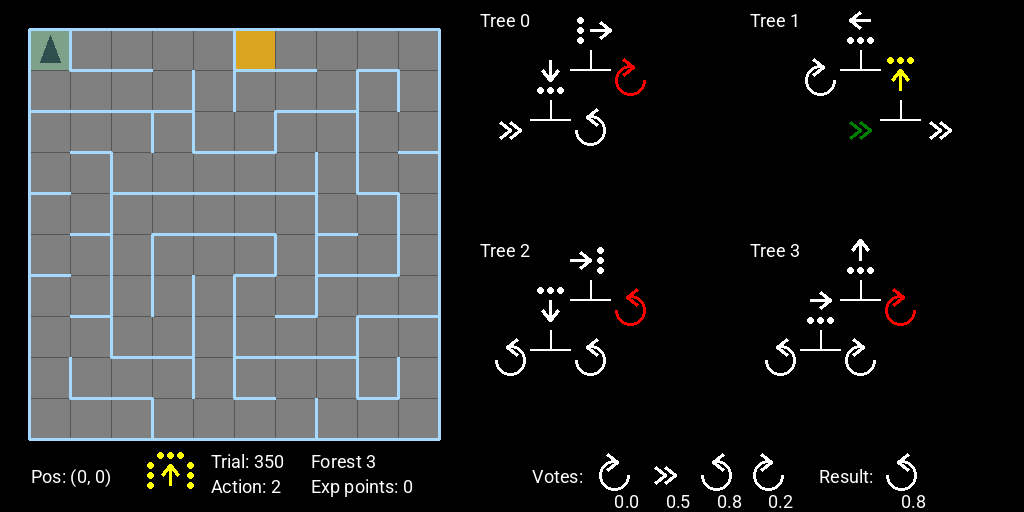 Tree 0
Tree 1
Tree 2
Tree 3
Pos: (0, 0)
Trial: 350
Forest 3
Action: 2
Exp points: 0
Votes:
0.0
0.5
0.8
0.2
Result:
0.8